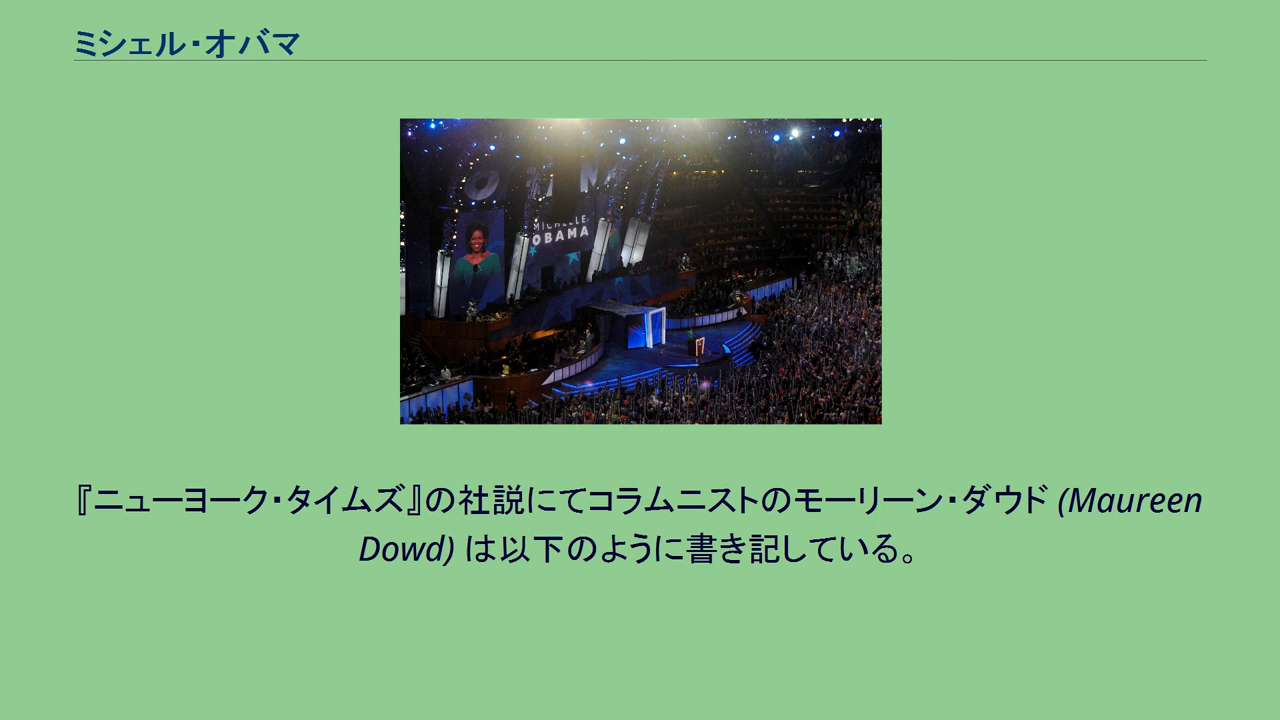 ミシェル・オバマ
O M
MICHELLE
OBAMA
『ニューヨーク・タイムズ』の社説にてコラムニストのモーリーン・ダウド (Maureen
Dowd) は以下のように書き記している。